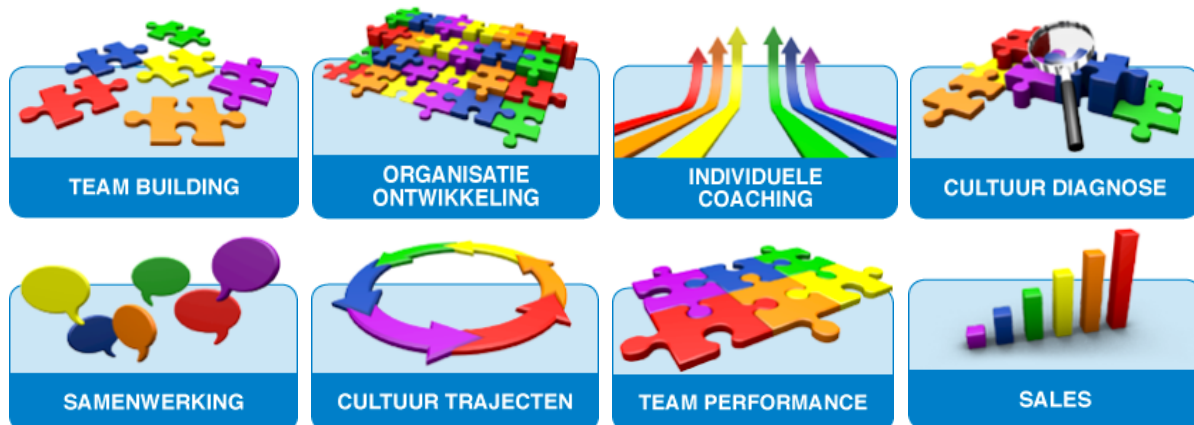 TEAM BUILDING
ORGANISATIE
ONTWIKKELING
INDIVIDUELE
COACHING
CULTUUR DIAGNOSE
SAMENWERKING
CULTUUR TRAJECTEN
TEAM PERFORMANCE
SALES